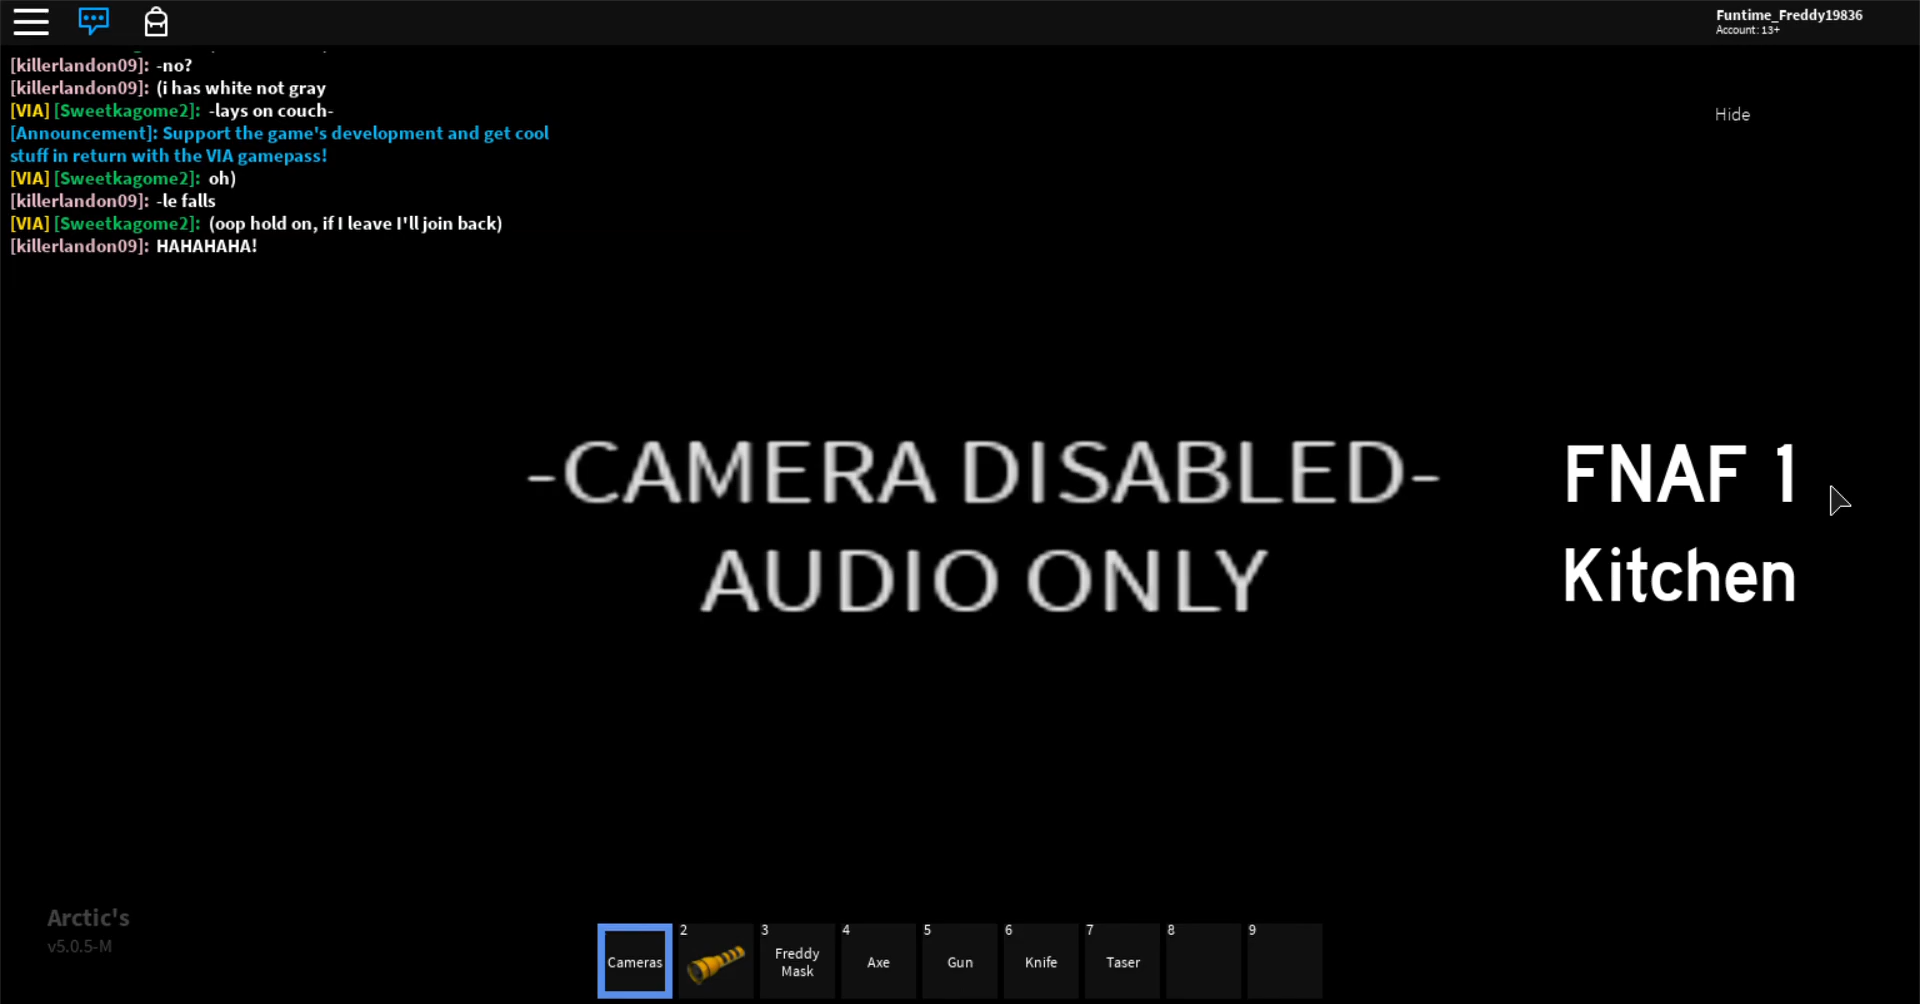 Funtime_Freddy19836
Account: 13+
[killerlandon09]: -no?
[killerlandon09]: (i has white not gray
[VIA] [Sweetkagome2]: -lays on couch-
[Announcement]: Support the game's development and get cool
stuff in return with the VIA gamepass!
[VIA] [Sweetkagome2]: oh)
[killerlandon09]: -le falls
[VIA] [Sweetkagome2]: (oop hold on, if I leave I'll join back)
[killerlandon09]: HAHAHAHA!
Hide
-CAMERA DISABLED-
AUDIO ONLY
FNAF 1
Kitchen
Arctic's
v5.0.5-M
Cameras
2
3
Freddy
Mask
4
Axe
5
Gun
6
Knife
7
Taser
8
9